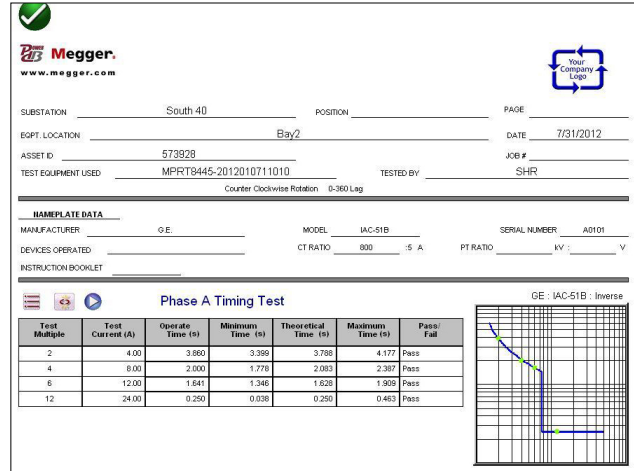 Power DB Megger.
www.megger.com
Your Company Logo
SUBSTATION South 40 POSITION PAGE
EQPT. LOCATION Bay2 DATE 7/31/2012
ASSET ID 573928 JOB #
TEST EQUIPMENT USED MPRT8445-2012010711010 TESTED BY SHR
Counter Clockwise Rotation 0-360 Lag
NAMEPLATE DATA
MANUFACTURER G.E. MODEL IAC-51B SERIAL NUMBER A0101
DEVICES OPERATED CT RATIO 800 :5 A PT RATIO kV : V
INSTRUCTION BOOKLET
Phase A Timing Test
GE : IAC-51B : Inverse
Test Multiple Test Current (A) Operate Time (s) Minimum Time (s) Theoretical Time (s) Maximum Time (s) Pass/ Fail
2 4.00 3.860 3.399 3.788 4.177 Pass
4 8.00 2.000 1.778 2.083 2.387 Pass
6 12.00 1.641 1.346 1.628 1.909 Pass
12 24.00 0.250 0.038 0.250 0.463 Pass